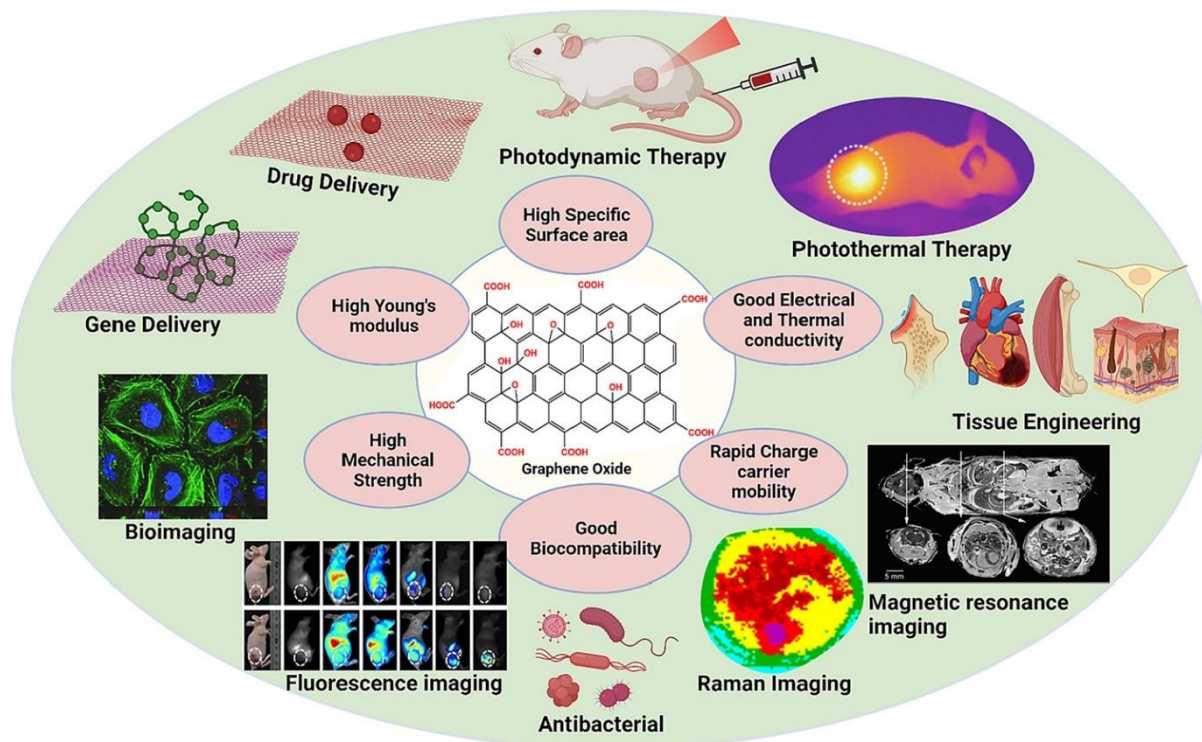 Photodynamic Therapy
Drug Delivery
Photothermal Therapy
Gene Delivery
High Specific
Surface area
High Young's
modulus
Good Electrical
and Thermal
conductivity
COOH
COOH
COOH
OH
O
O
OH
OH
OH
OH
O
OH
HOOC
COOH
COOH
COOH
Graphene Oxide
High
Mechanical
Strength
Rapid Charge
carrier
mobility
Good
Biocompatibility
Tissue Engineering
Bioimaging
5 mm
Magnetic resonance
imaging
Fluorescence imaging
Raman Imaging
Antibacterial